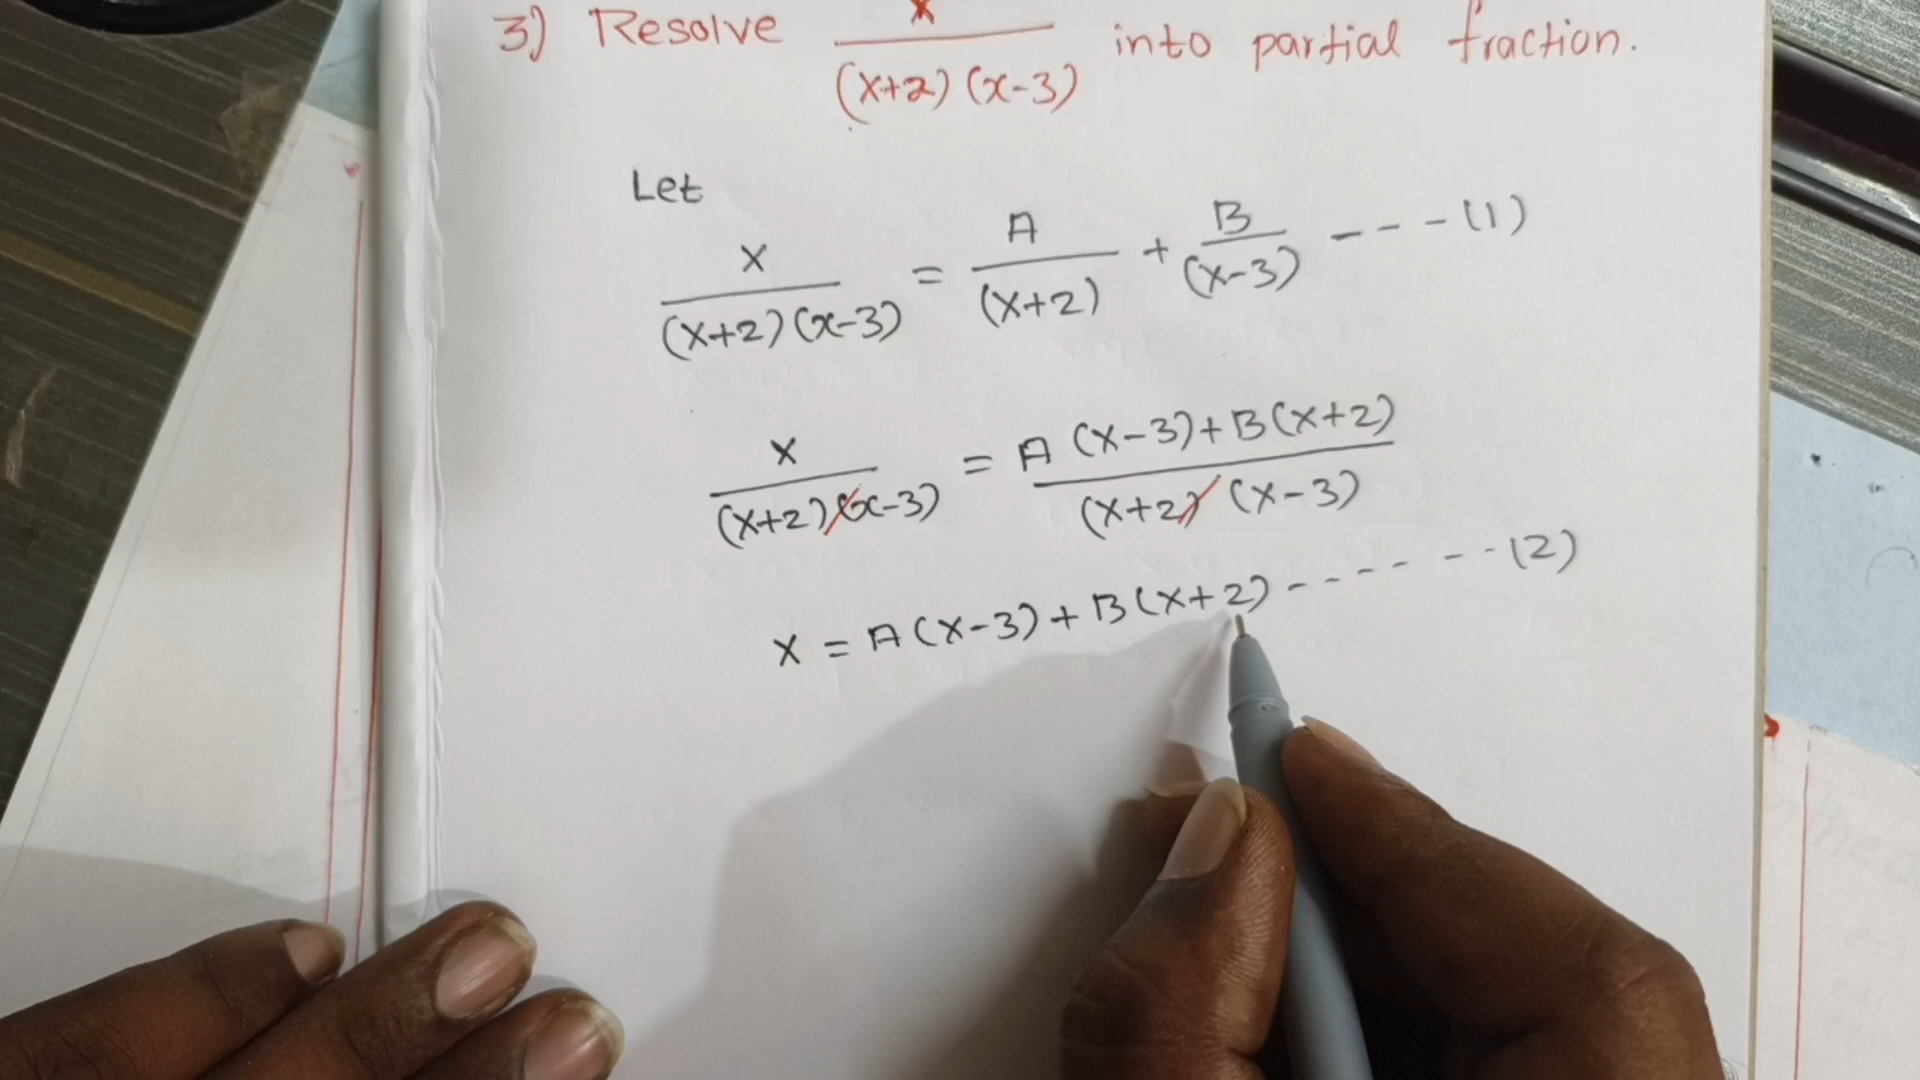 3) Resolve x/((x+2)(x-3)) into partial fraction.
Let
x/((x+2)(x-3)) = A/(x+2) + B/(x-3) ----(1)
x/((x+2)(x-3)) = (A(x-3)+B(x+2))/((x+2)(x-3))
x = A(x-3)+B(x+2)-------(2)